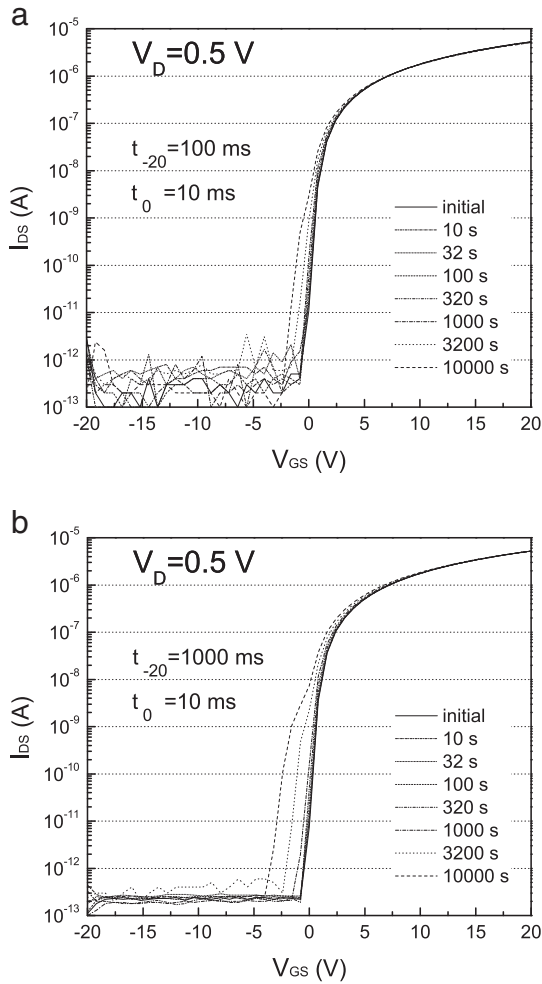 a
V_D=0.5 V
t_-20=100 ms
t_0 =10 ms
I_DS (A)
10^-5
10^-6
10^-7
10^-8
10^-9
10^-10
10^-11
10^-12
10^-13
initial
10 s
32 s
100 s
320 s
1000 s
3200 s
10000 s
-20 -15 -10 -5 0 5 10 15 20
V_GS (V)
b
V_D=0.5 V
t_-20=1000 ms
t_0 =10 ms
I_DS (A)
10^-5
10^-6
10^-7
10^-8
10^-9
10^-10
10^-11
10^-12
10^-13
initial
10 s
32 s
100 s
320 s
1000 s
3200 s
10000 s
-20 -15 -10 -5 0 5 10 15 20
V_GS (V)